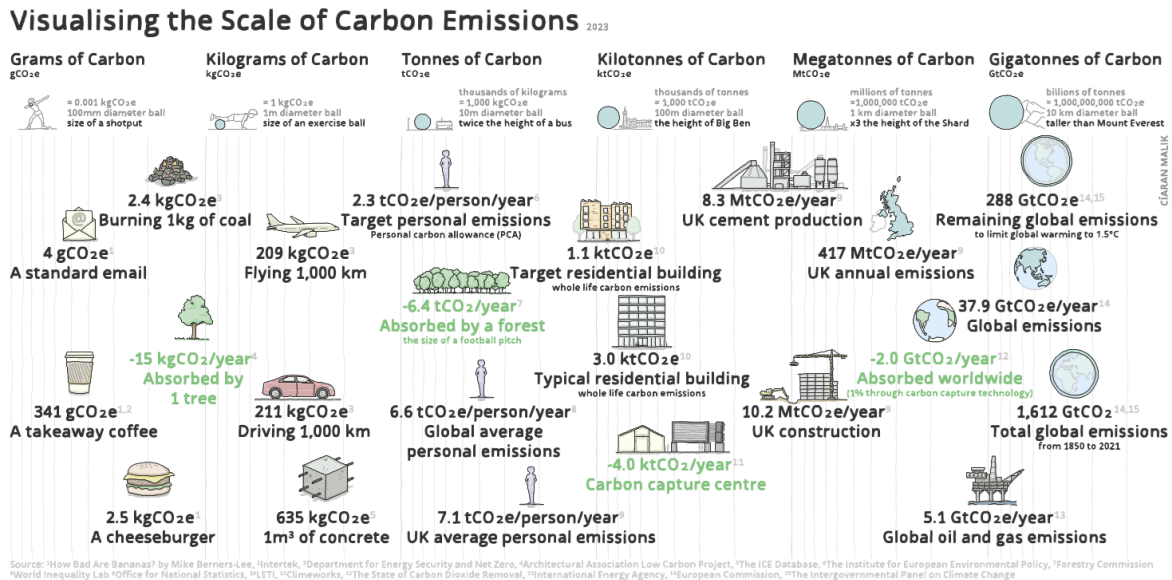 Visualising the Scale of Carbon Emissions 2023
Grams of Carbon
gCO₂e
= 0.001 kgCO₂e
100mm diameter ball
size of a shotput
Kilograms of Carbon
kgCO₂e
= 1 kgCO₂e
1m diameter ball
size of an exercise ball
Tonnes of Carbon
tCO₂e
thousands of kilograms
= 1,000 kgCO₂e
10m diameter ball
twice the height of a bus
Kilotonnes of Carbon
ktCO₂e
thousands of tonnes
= 1,000 tCO₂e
100m diameter ball
the height of Big Ben
Megatonnes of Carbon
MtCO₂e
millions of tonnes
=1,000,000 tCO₂e
1 km diameter ball
x3 the height of the Shard
Gigatonnes of Carbon
GtCO₂e
billions of tonnes
= 1,000,000,000 tCO₂e
10 km diameter ball
taller than Mount Everest
CIARAN MALIK
2.4 kgCO₂e³
Burning 1kg of coal
4 gCO₂e¹
A standard email
-15 kgCO₂/year⁴
Absorbed by
1 tree
341 gCO₂e¹,²
A takeaway coffee
2.5 kgCO₂e¹
A cheeseburger
209 kgCO₂e³
Flying 1,000 km
211 kgCO₂e³
Driving 1,000 km
635 kgCO₂e⁵
1m³ of concrete
2.3 tCO₂e/person/year⁶
Target personal emissions
Personal carbon allowance (PCA)
-6.4 tCO₂/year⁷
Absorbed by a forest
the size of a football pitch
6.6 tCO₂e/person/year⁸
Global average
personal emissions
7.1 tCO₂e/person/year⁹
UK average personal emissions
1.1 ktCO₂e¹⁰
Target residential building
whole life carbon emissions
3.0 ktCO₂e¹⁰
Typical residential building
whole life carbon emissions
-4.0 ktCO₂/year¹¹
Carbon capture centre
8.3 MtCO₂e/year⁹
UK cement production
417 MtCO₂e/year⁹
UK annual emissions
10.2 MtCO₂e/year⁹
UK construction
-2.0 GtCO₂/year¹²
Absorbed worldwide
(1% through carbon capture technology)
288 GtCO₂e¹⁴,¹⁵
Remaining global emissions
to limit global warming to 1.5°C
37.9 GtCO₂e/year¹⁴
Global emissions
1,612 GtCO₂¹⁴,¹⁵
Total global emissions
from 1850 to 2021
5.1 GtCO₂e/year¹³
Global oil and gas emissions
Source: ¹How Bad Are Bananas? by Mike Berners-Lee, ²Intertek, ³Department for Energy Security and Net Zero, ⁴Architectural Association Low Carbon Project, ⁵The ICE Database, ⁶The Institute for European Environmental Policy, ⁷Forestry Commission
⁸World Inequality Lab ⁹Office for National Statistics, ¹⁰LETI, ¹¹Climeworks, ¹²The State of Carbon Dioxide Removal, ¹³International Energy Agency, ¹⁴European Commission, ¹⁵The Intergovernmental Panel on Climate Change